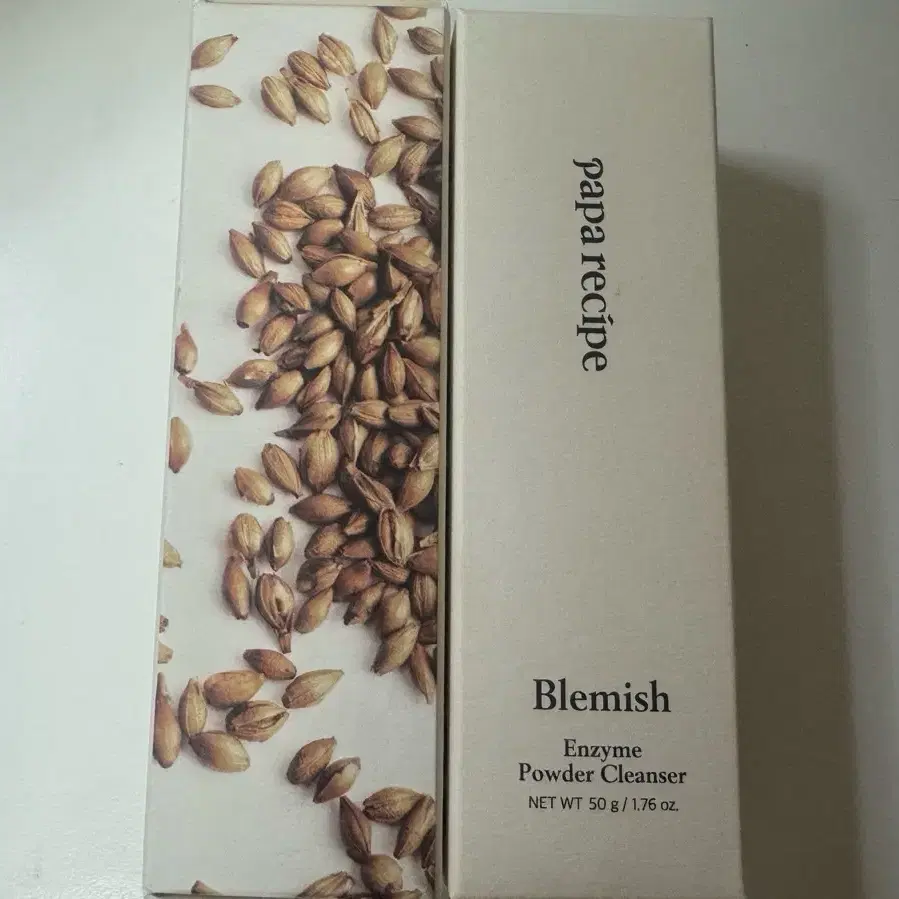 papa recipe
Blemish
Enzyme
Powder Cleanser
NET WT 50 g / 1.76 oz.